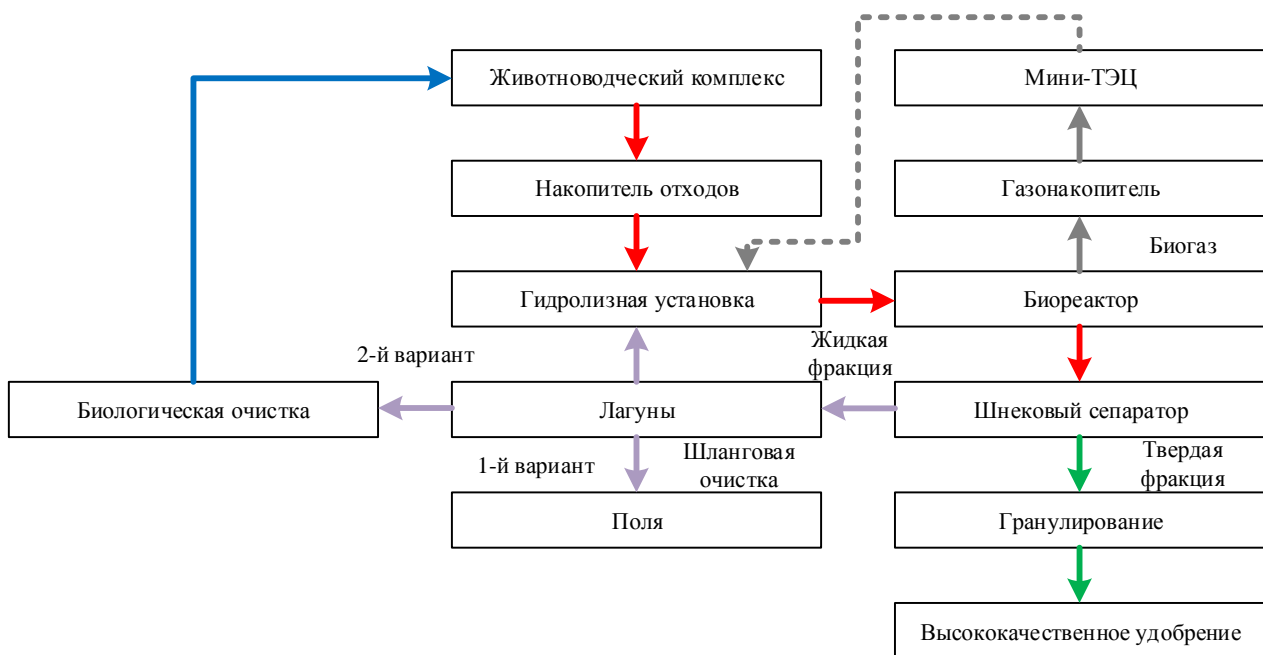 Животноводческий комплекс
Мини-ТЭЦ
Накопитель отходов
Газонакопитель
Биогаз
Гидролизная установка
Биореактор
2-й вариант
Жидкая
фракция
Биологическая очистка
Лагуны
Шнековый сепаратор
1-й вариант
Шланговая
очистка
Твердая
фракция
Поля
Гранулирование
Высококачественное удобрение